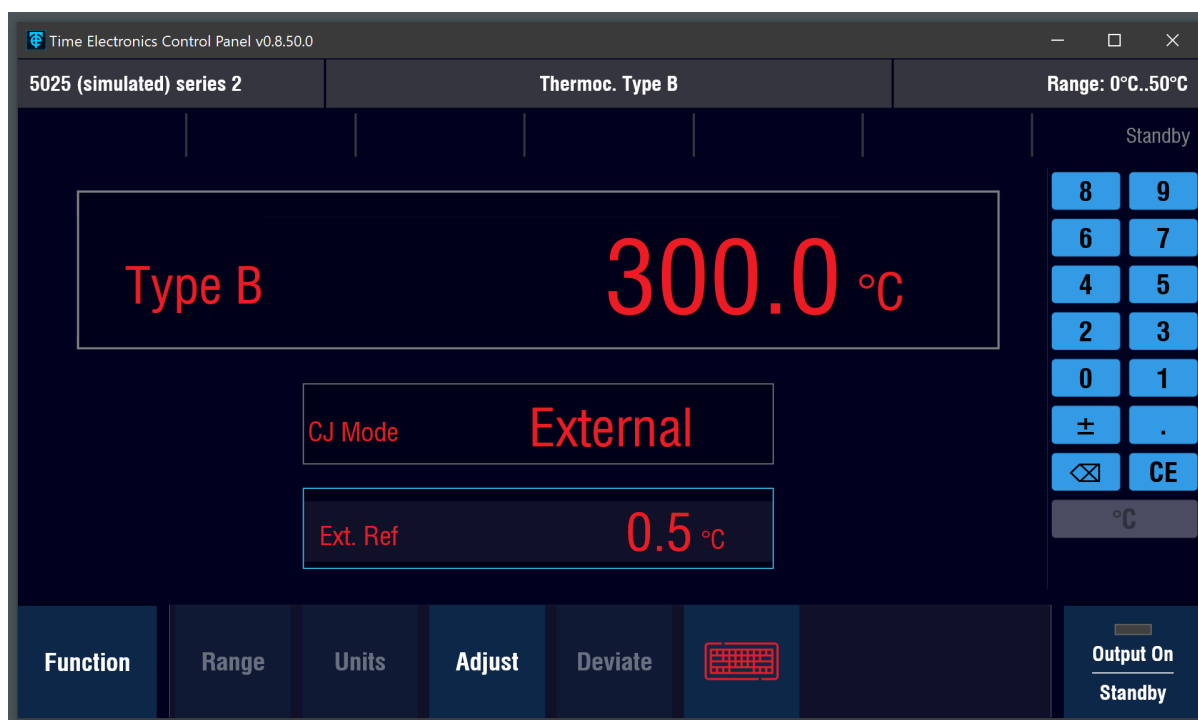 Time Electronics Control Panel v0.8.50.0
5025 (simulated) series 2
Thermoc. Type B
Range: 0°C..50°C
Standby
Type B
300.0 °C
CJ Mode
External
Ext. Ref
0.5 °C
8 9
6 7
4 5
2 3
0 1
± .
⌫ CE
°C
Function
Range
Units
Adjust
Deviate
Output On
Standby